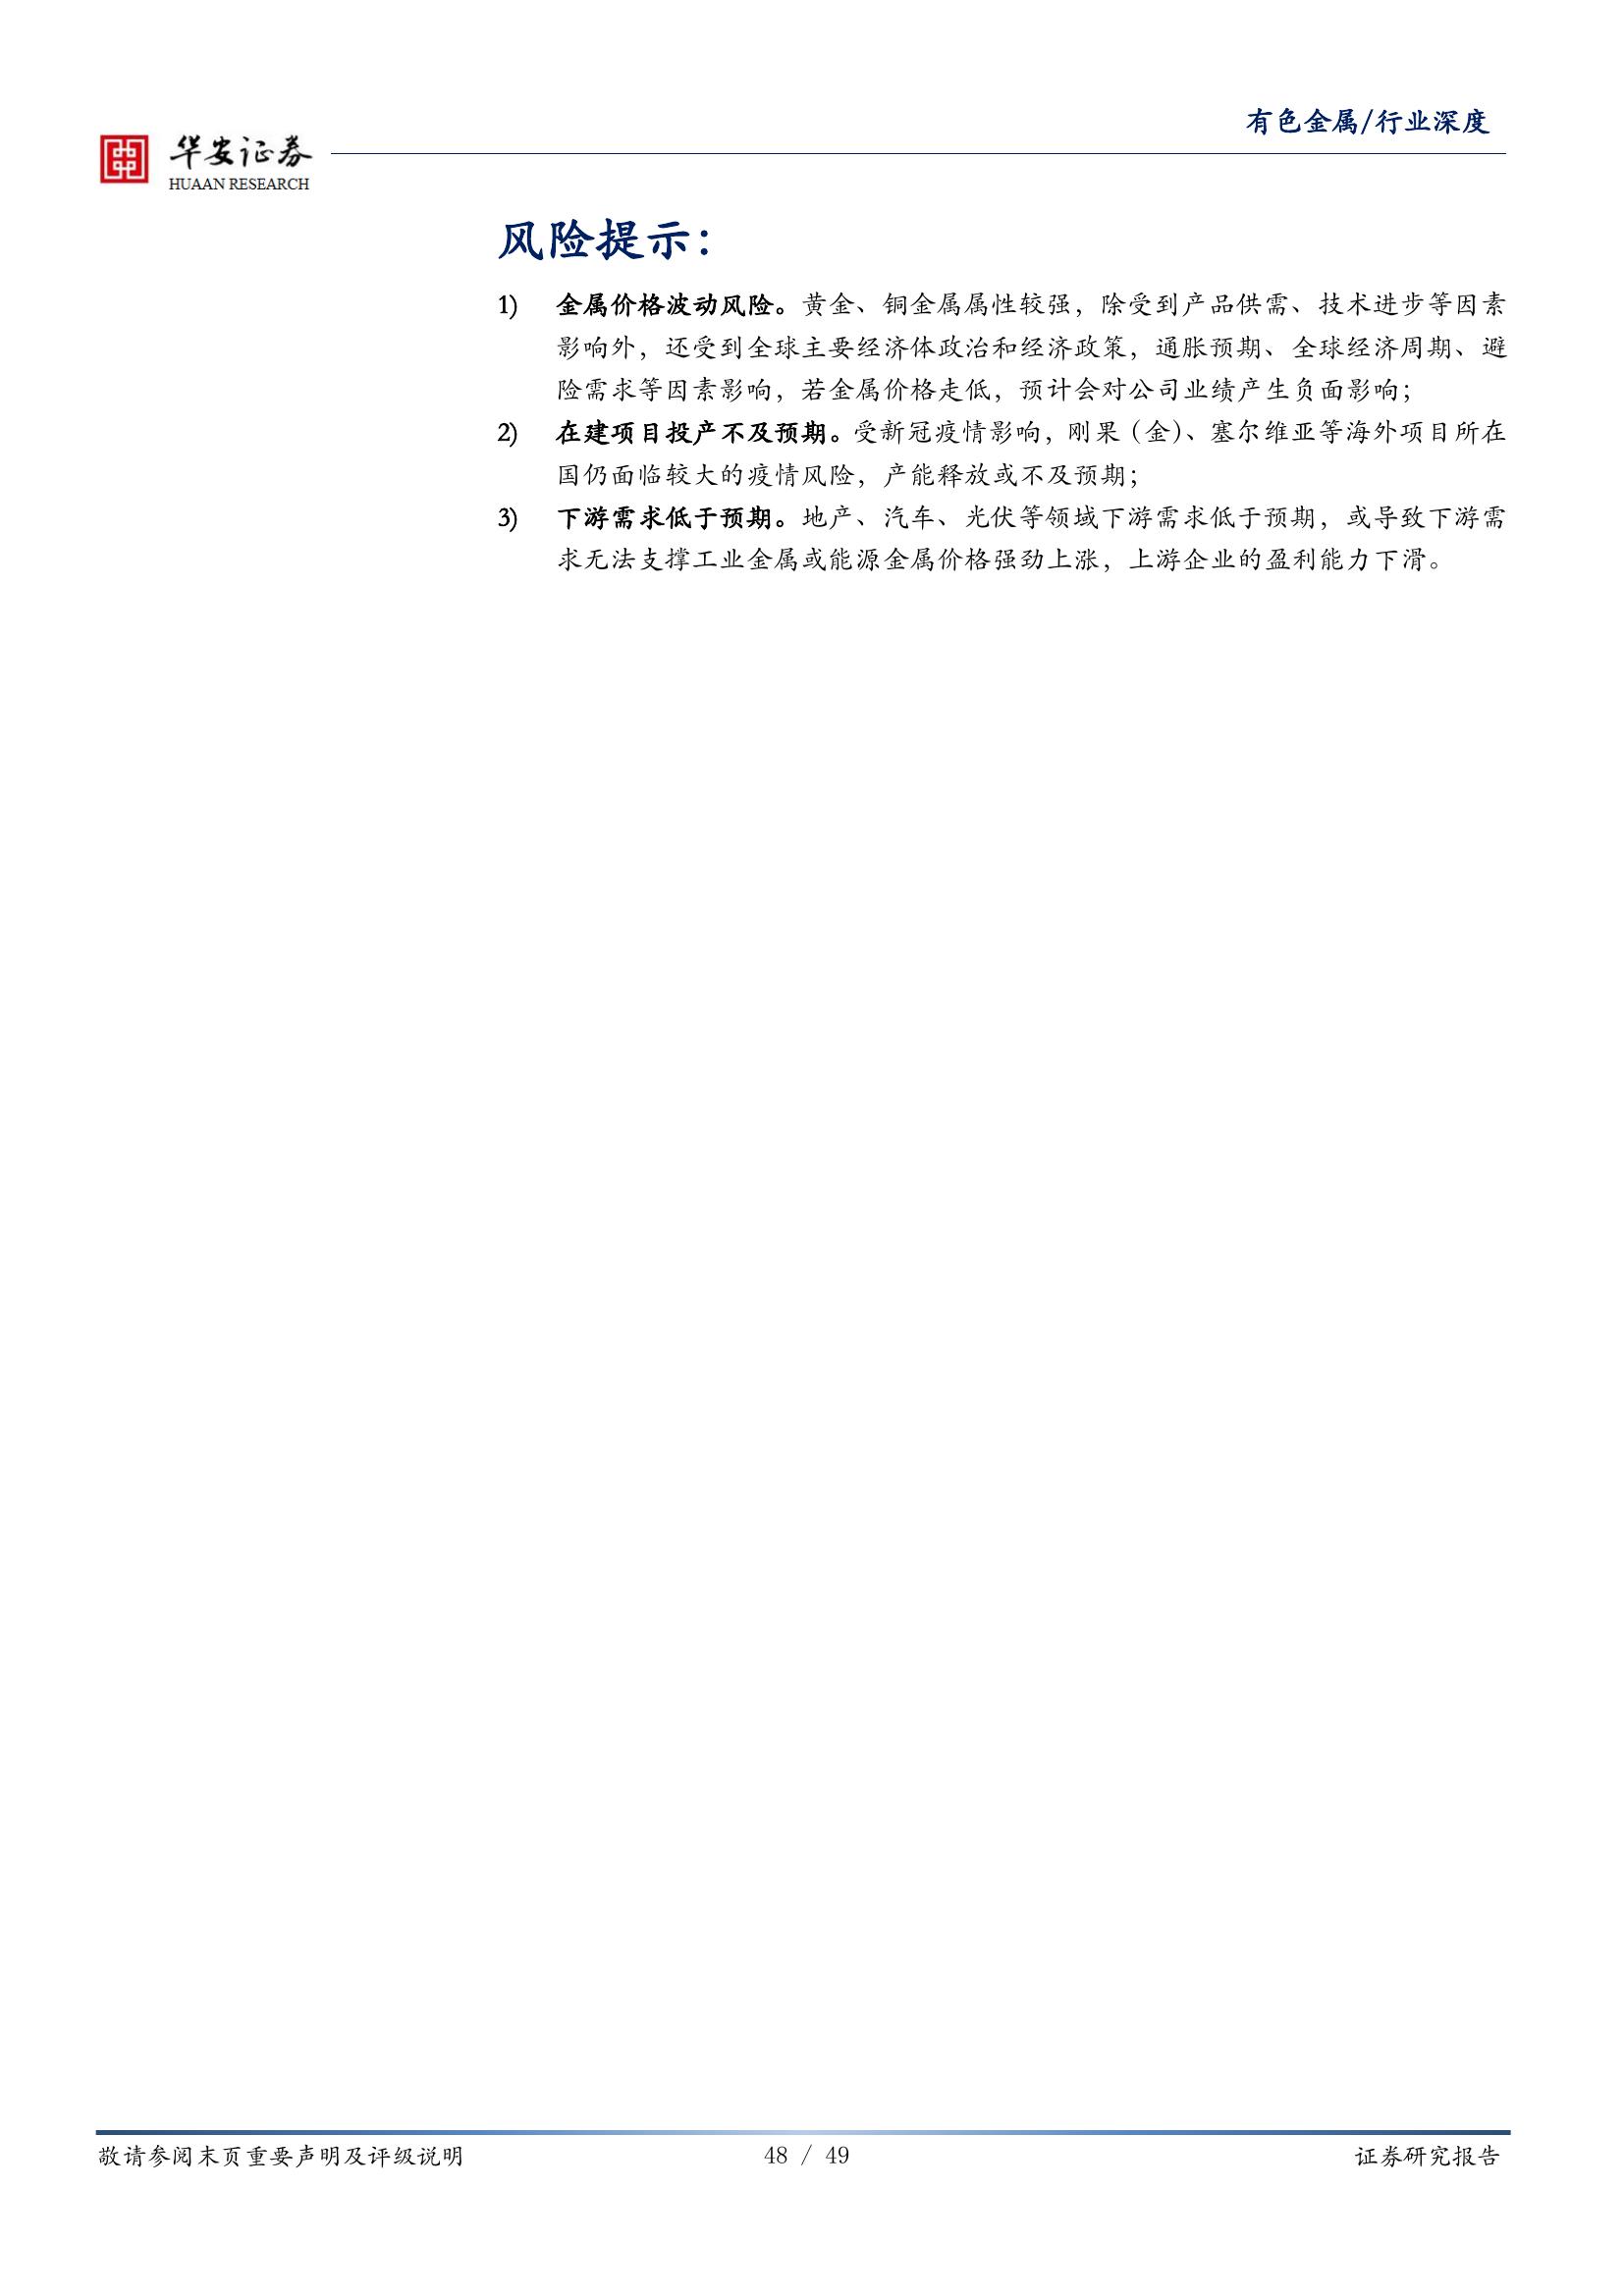 有色金属/行业深度
华安证券
HUAAN RESEARCH
风险提示：
1) 金属价格波动风险。黄金、铜金属属性较强，除受到产品供需、技术进步等因素
影响外，还受到全球主要经济体政治和经济政策，通胀预期、全球经济周期、避
险需求等因素影响，若金属价格走低，预计会对公司业绩产生负面影响；
2) 在建项目投产不及预期。受新冠疫情影响，刚果（金）、塞尔维亚等海外项目所在
国仍面临较大的疫情风险，产能释放或不及预期；
3) 下游需求低于预期。地产、汽车、光伏等领域下游需求低于预期，或导致下游需
求无法支撑工业金属或能源金属价格强劲上涨，上游企业的盈利能力下滑。
敬请参阅末页重要声明及评级说明
48 / 49
证券研究报告